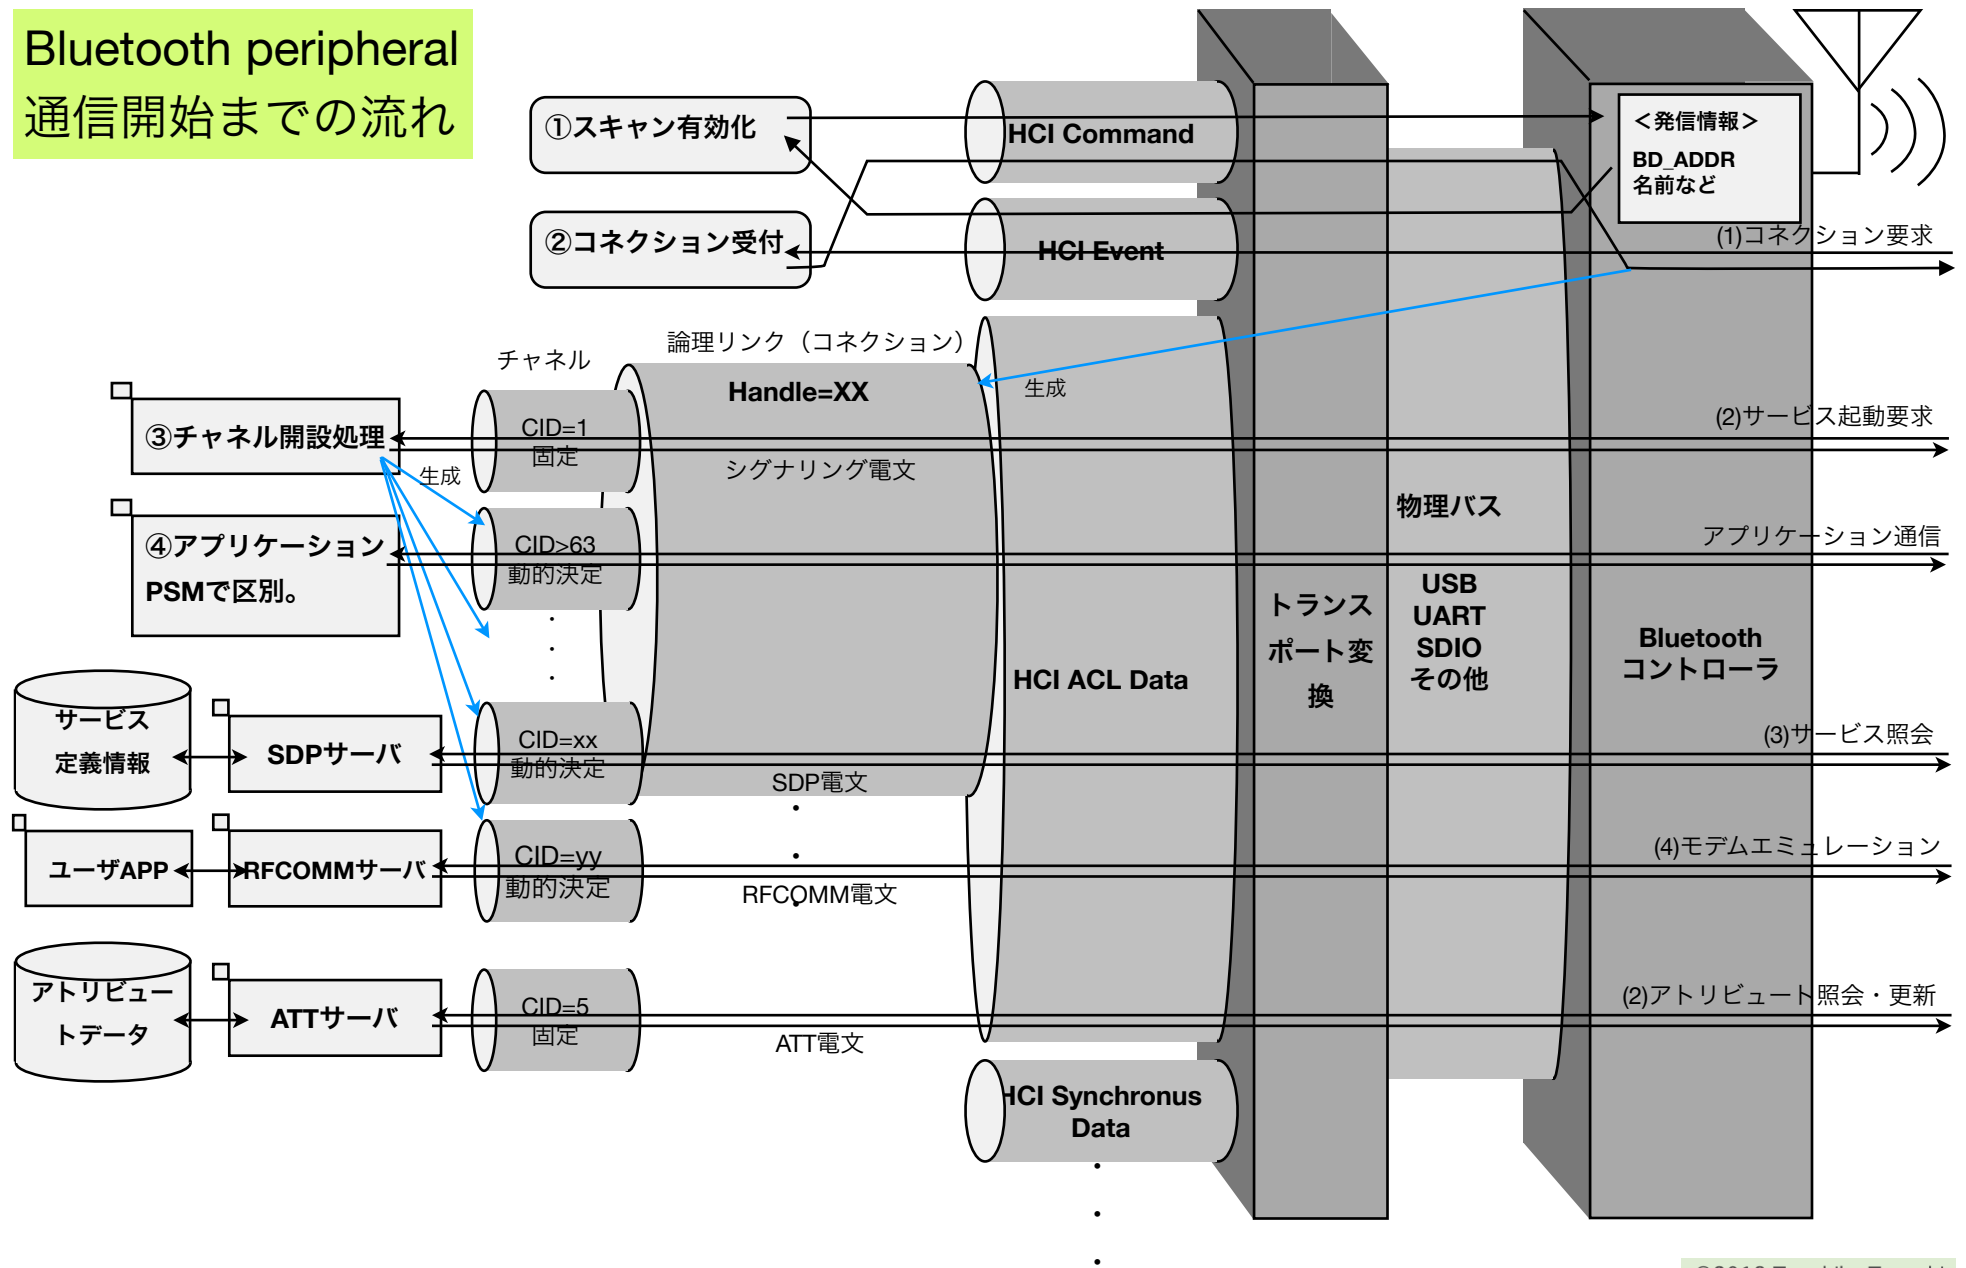 Bluetooth peripheral
通信開始までの流れ
①スキャン有効化
HCI Command
＜発信情報＞
BD_ADDR
名前など
②コネクション受付
HCI Event
(1)コネクション要求
論理リンク（コネクション）
チャネル
Handle=XX
生成
③チャネル開設処理
CID=1
固定
シグナリング電文
(2)サービス起動要求
生成
④アプリケーション
PSMで区別。
CID>63
動的決定
アプリケーション通信
物理バス
USB
UART
SDIO
その他
トランス
ポート変
換
Bluetooth
コントローラ
HCI ACL Data
サービス
定義情報
SDPサーバ
CID=xx
動的決定
SDP電文
(3)サービス照会
ユーザAPP
RFCOMMサーバ
CID=yy
動的決定
RFCOMM電文
(4)モデムエミュレーション
アトリビュー
トデータ
ATTサーバ
CID=5
固定
ATT電文
(2)アトリビュート照会・更新
HCI Synchronus
Data